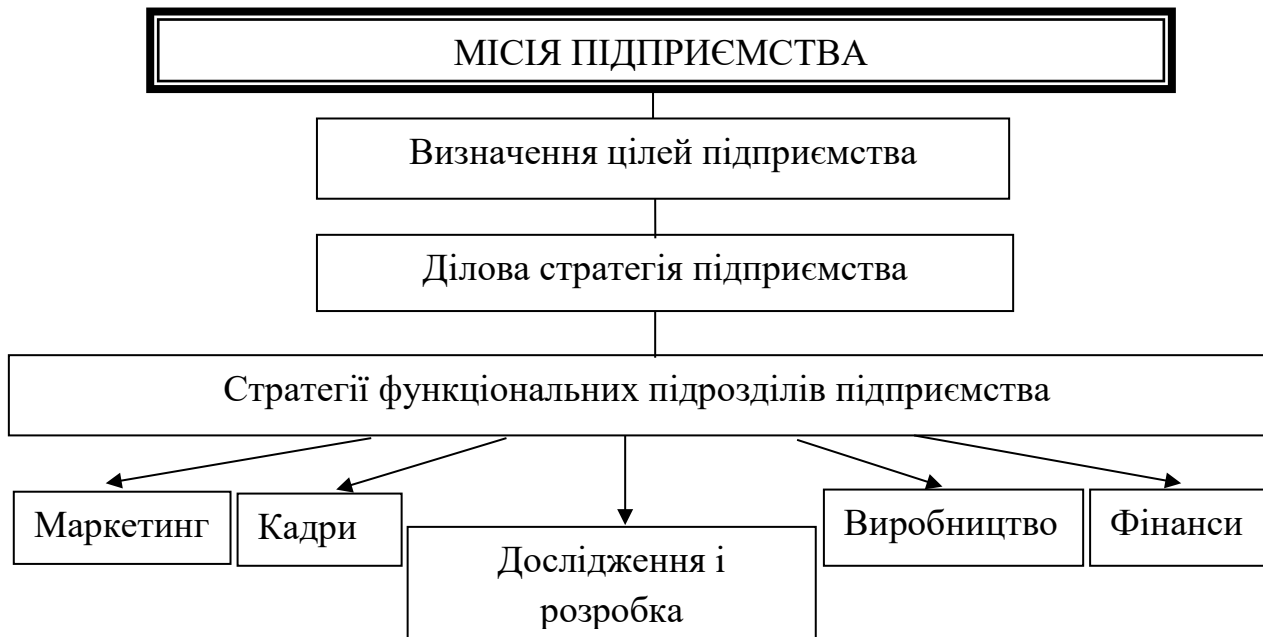 МІСІЯ ПІДПРИЄМСТВА
Визначення цілей підприємства
Ділова стратегія підприємства
Стратегії функціональних підрозділів підприємства
Маркетинг
Кадри
Дослідження і
розробка
Виробництво
Фінанси